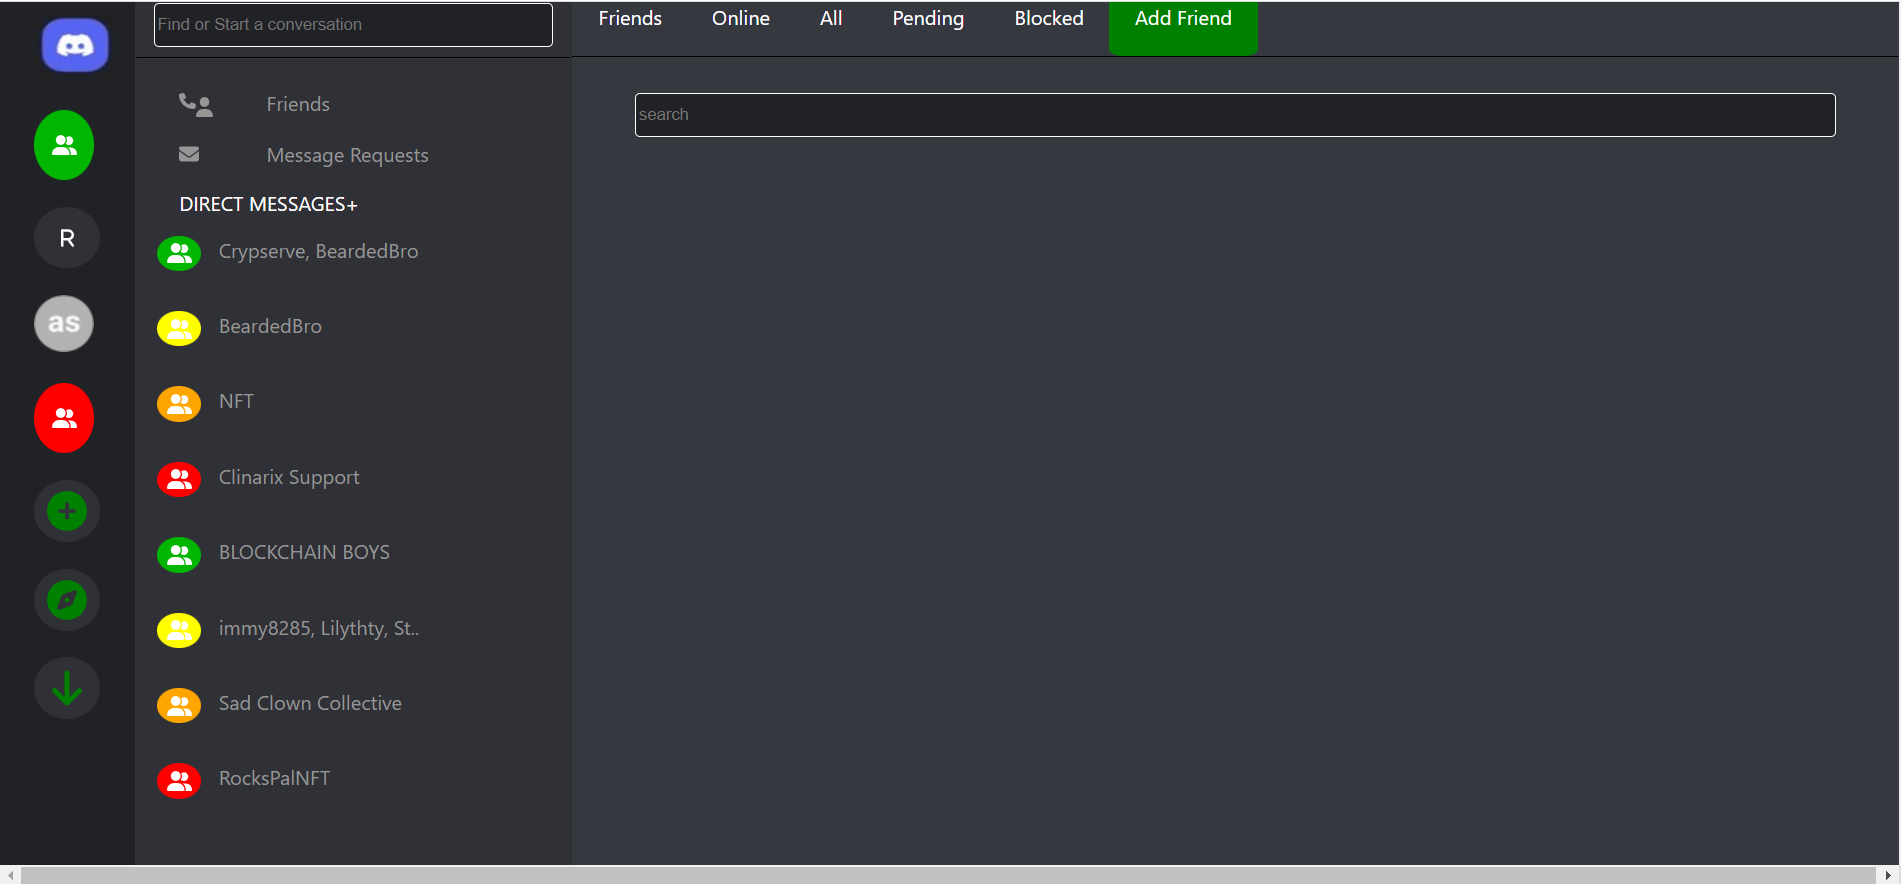 Find or Start a conversation
Friends Online All Pending Blocked Add Friend
search
Friends
Message Requests
DIRECT MESSAGES+
Crypserve, BeardedBro
BeardedBro
NFT
Clinarix Support
BLOCKCHAIN BOYS
immy8285, Lilythty, St..
Sad Clown Collective
RocksPalNFT
R
as